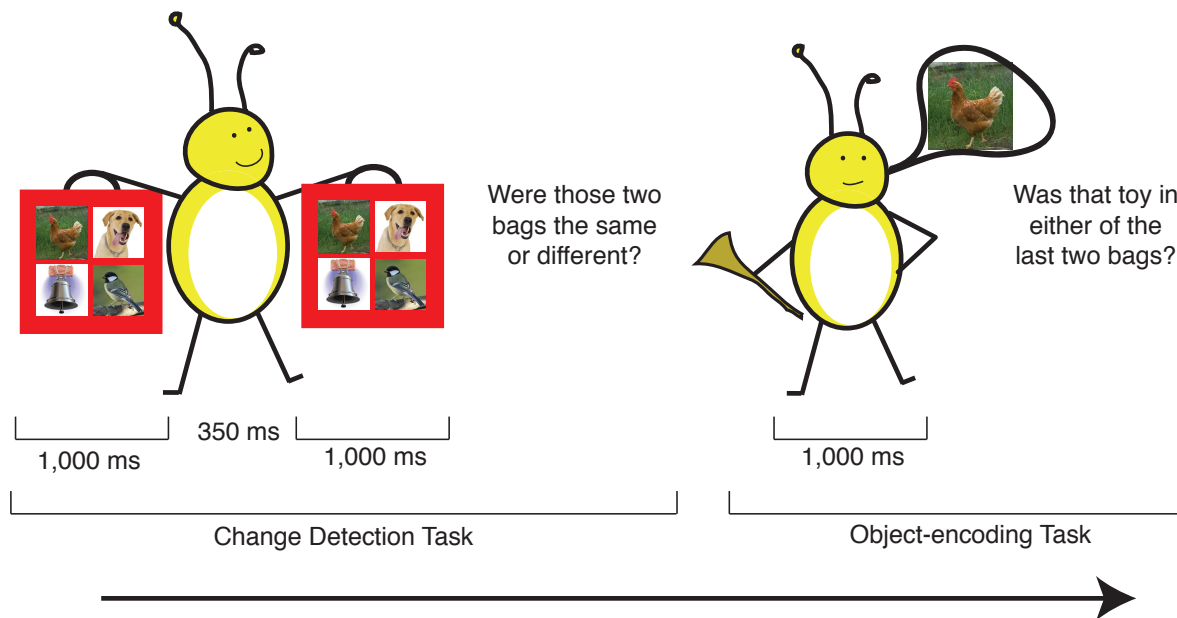 Were those two
bags the same
or different?
Was that toy in
either of the
last two bags?
350 ms
1,000 ms
1,000 ms
1,000 ms
Change Detection Task
Object-encoding Task